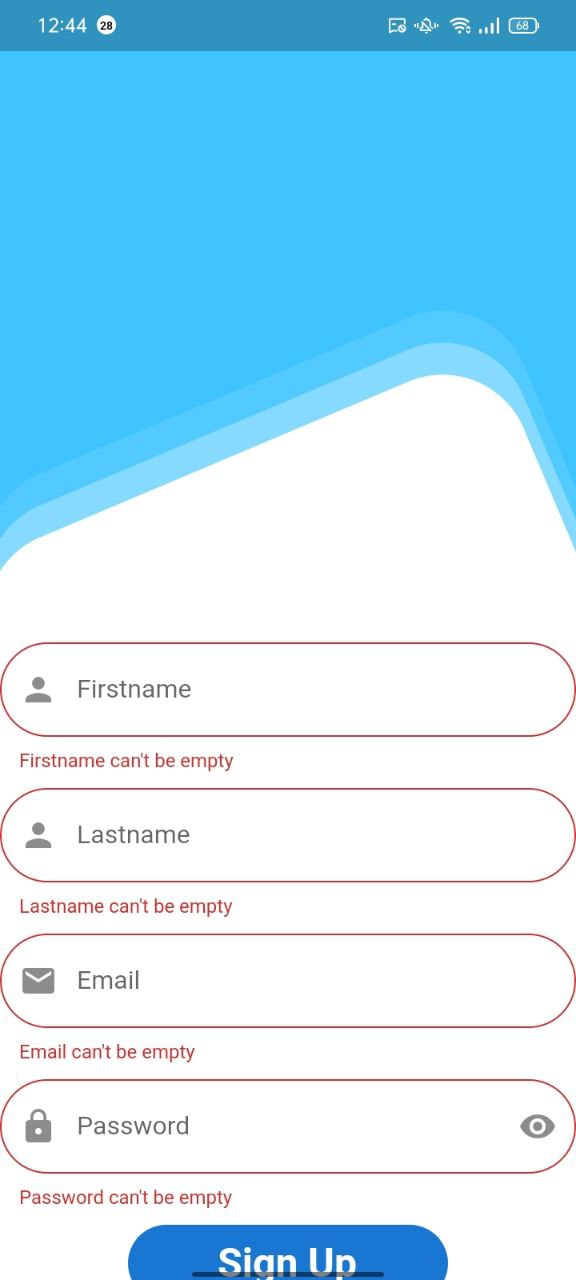 12:44 28 68
Firstname
Firstname can't be empty
Lastname
Lastname can't be empty
Email
Email can't be empty
Password
Password can't be empty
Sign Up